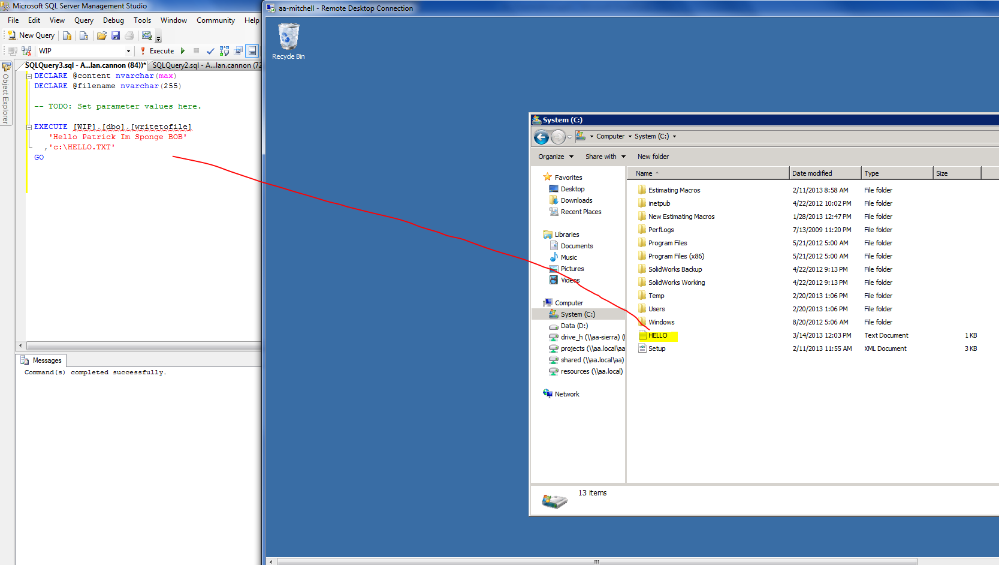 Microsoft SQL Server Management Studio
File Edit View Query Debug Tools Window Community Help
New Query
WIP
Execute
SQLQuery3.sql - A...lan.cannon (84))* SQLQuery2.sql - A...lan.cannon (72
Object Explorer
DECLARE @content nvarchar(max)
DECLARE @filename nvarchar(255)
-- TODO: Set parameter values here.
EXECUTE [WIP].[dbo].[writetofile]
'Hello Patrick Im Sponge BOB'
,'c:\HELLO.TXT'
GO
Messages
Command(s) completed successfully.
aa-mitchell - Remote Desktop Connection
Recycle Bin
System (C:)
Computer System (C:)
Organize Share with New folder
Favorites
Desktop
Downloads
Recent Places
Libraries
Documents
Music
Pictures
Videos
Computer
System (C:)
Data (D:)
drive_h (\\aa-sierra) (
projects (\\aa.local\aa
shared (\\aa.local\aa)
resources (\\aa.local)
Network
Name Date modified Type Size
Estimating Macros 2/11/2013 8:58 AM File folder
inetpub 4/22/2012 10:02 PM File folder
New Estimating Macros 1/28/2013 12:47 PM File folder
PerfLogs 7/13/2009 11:20 PM File folder
Program Files 5/21/2012 5:00 AM File folder
Program Files (x86) 5/21/2012 5:00 AM File folder
SolidWorks Backup 4/22/2012 9:13 PM File folder
SolidWorks Working 4/22/2012 9:13 PM File folder
Temp 2/20/2013 1:06 PM File folder
Users 2/20/2013 1:06 PM File folder
Windows 8/20/2012 5:06 AM File folder
HELLO 3/14/2013 12:03 PM Text Document 1 KB
Setup 2/11/2013 11:55 AM XML Document 3 KB
13 items